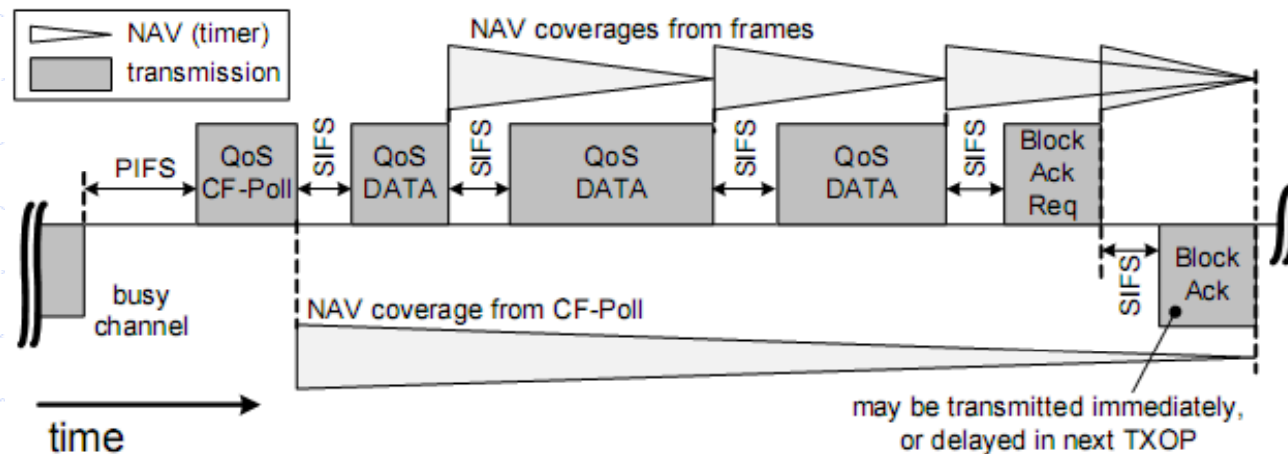 NAV (timer)
transmission
NAV coverages from frames
PIFS
QoS
CF-Poll
SIFS
QoS
DATA
SIFS
QoS
DATA
SIFS
QoS
DATA
SIFS
Block
Ack
Req
SIFS
Block
Ack
busy
channel
NAV coverage from CF-Poll
may be transmitted immediately,
or delayed in next TXOP
time